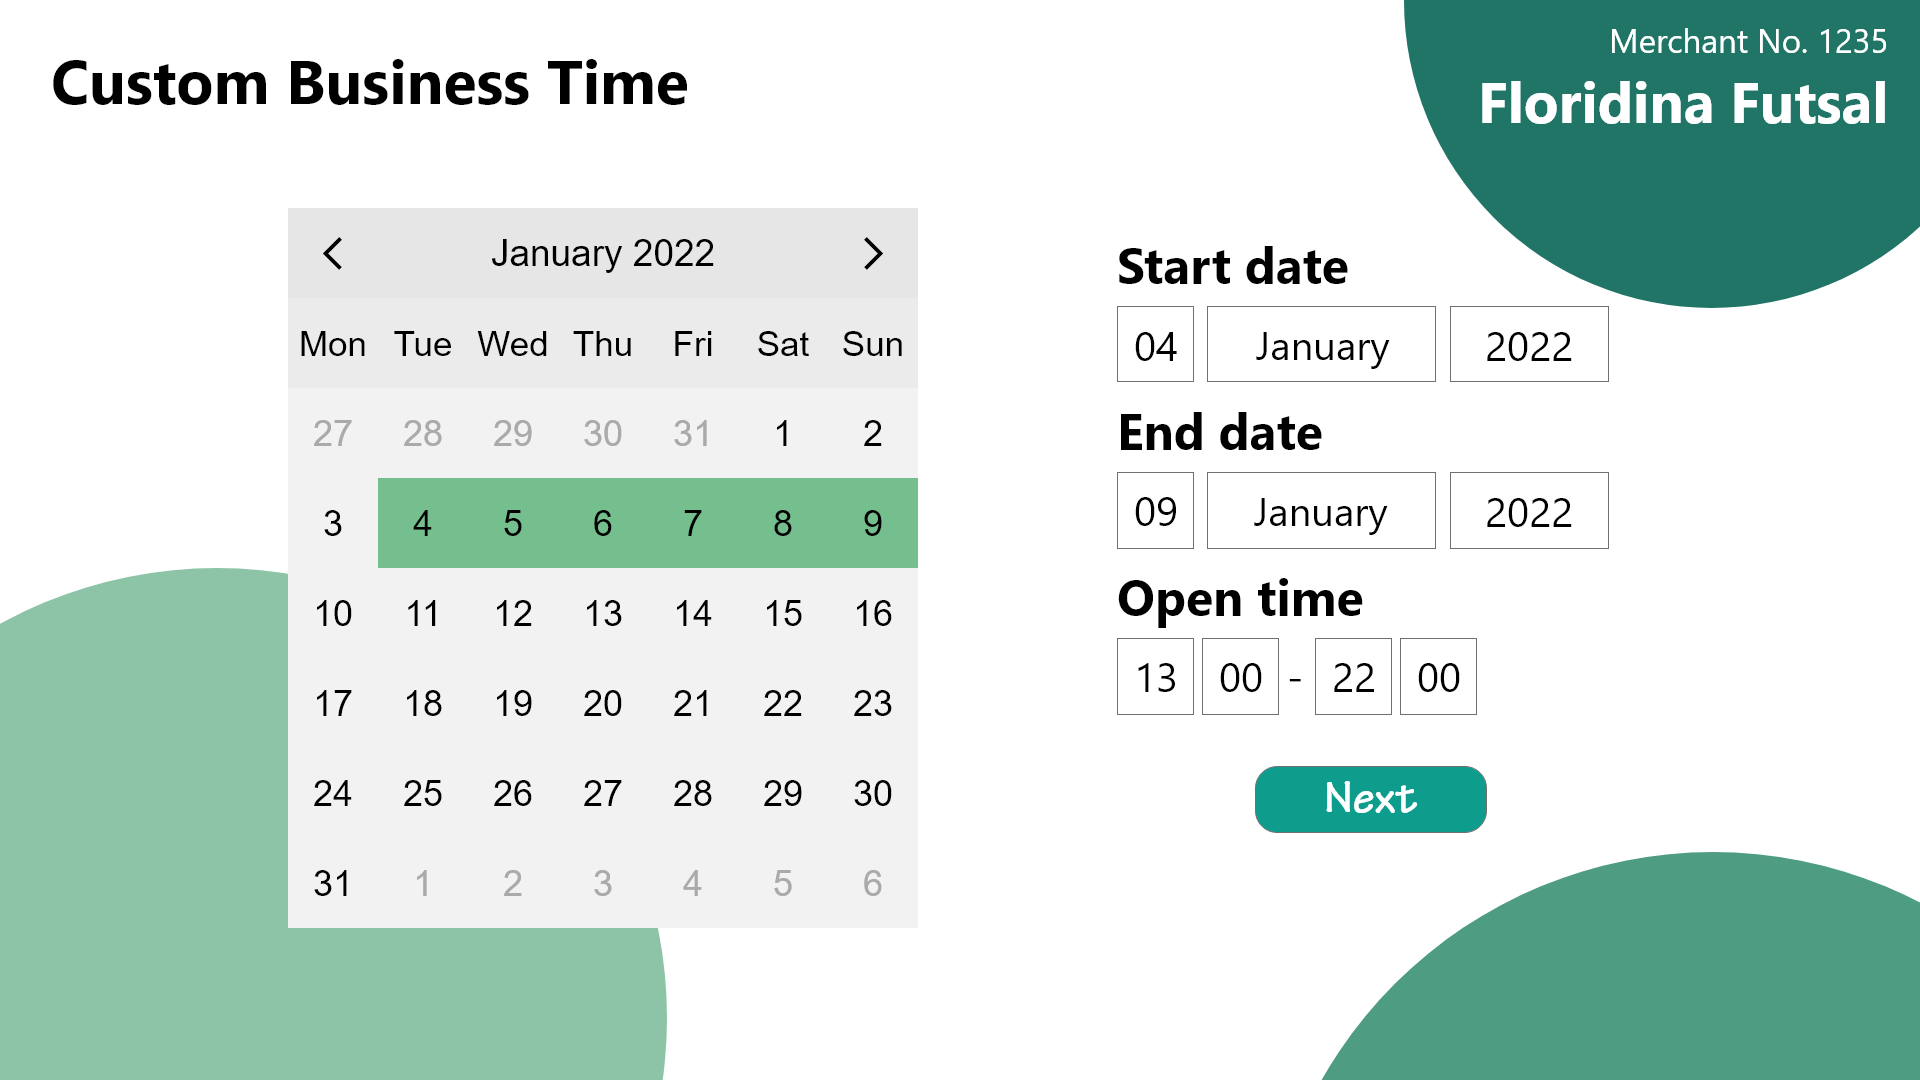 Custom Business Time
Merchant No. 1235
Floridina Futsal
January 2022
Mon Tue Wed Thu Fri Sat Sun
27 28 29 30 31 1 2
3 4 5 6 7 8 9
10 11 12 13 14 15 16
17 18 19 20 21 22 23
24 25 26 27 28 29 30
31 1 2 3 4 5 6
Start date
04 January 2022
End date
09 January 2022
Open time
13 00 - 22 00
Next